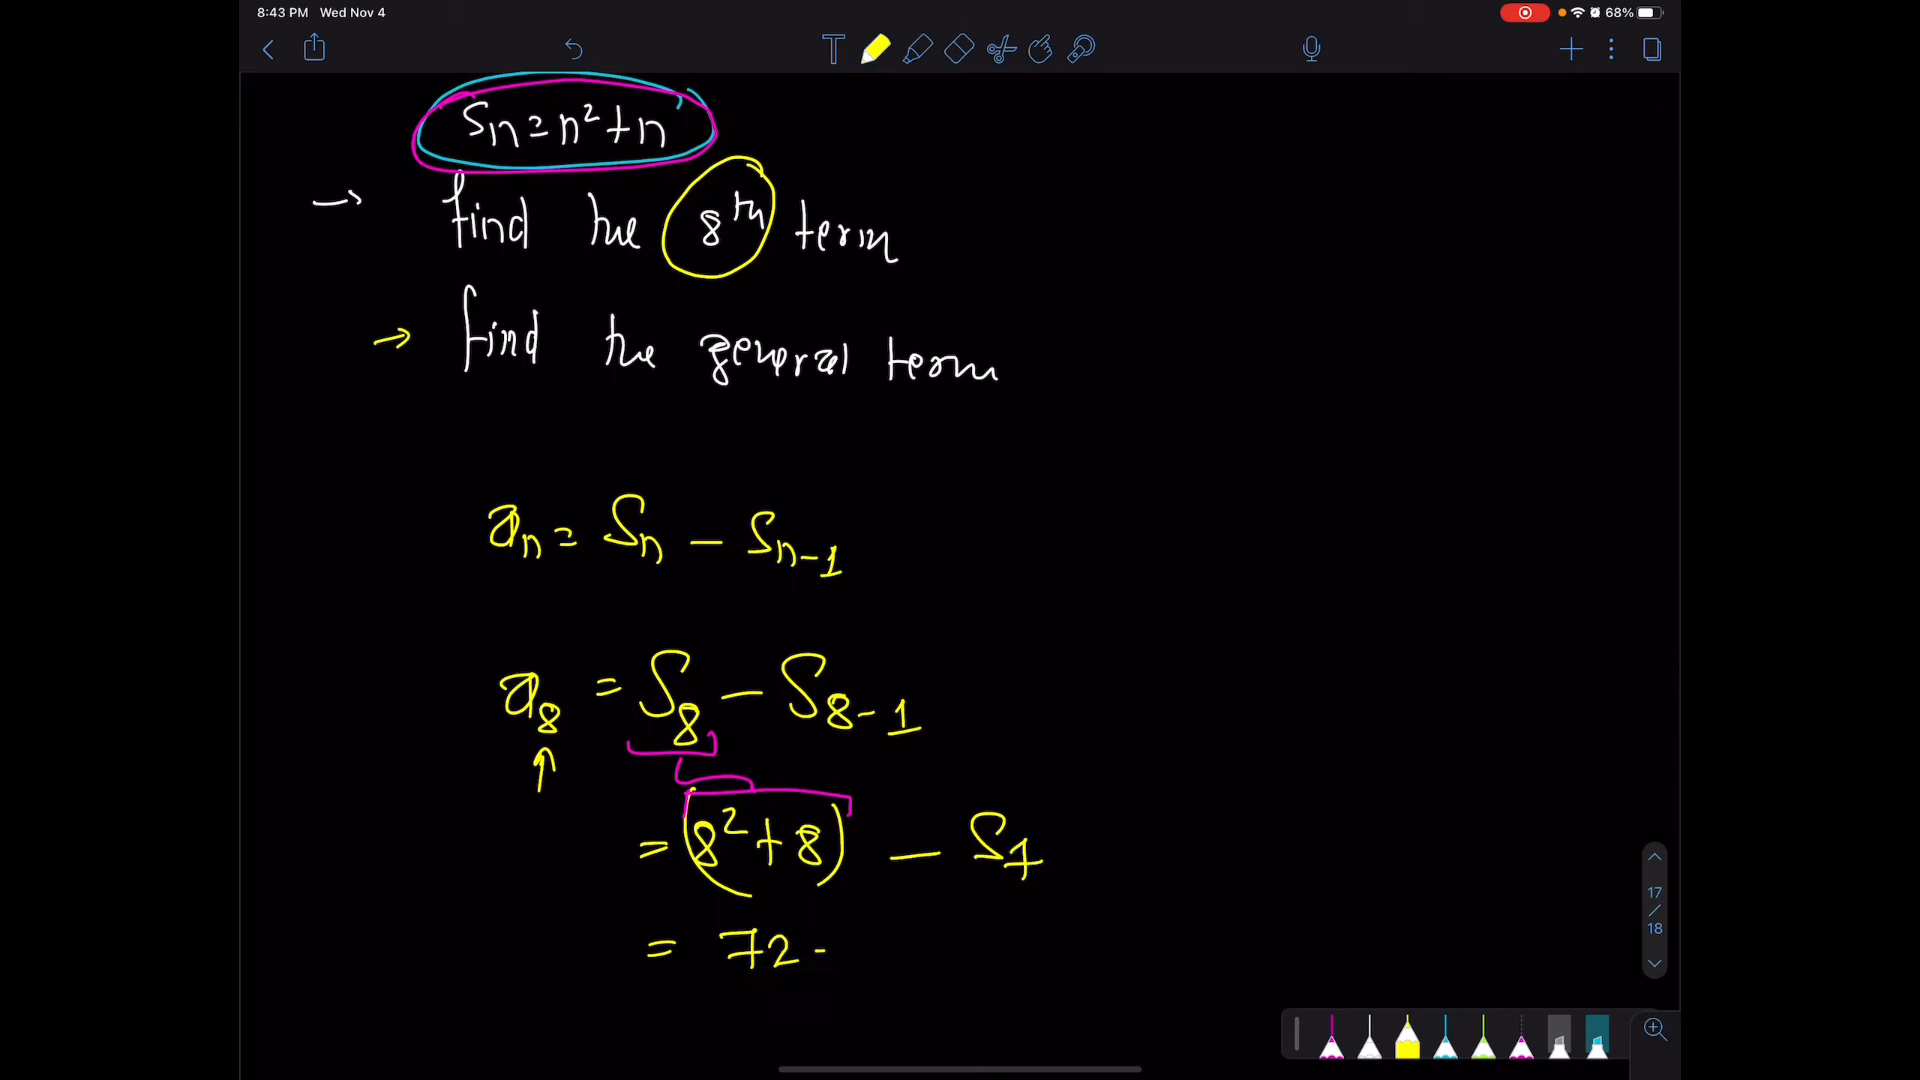 8:43 PM Wed Nov 4
68%
T
Sn=n²+n
→ find the 8th term
→ find the general term
an = Sn − Sn-1
a8 = S8 − S8-1
↑
= (8²+8) − S7
= 72 -
17
/
18